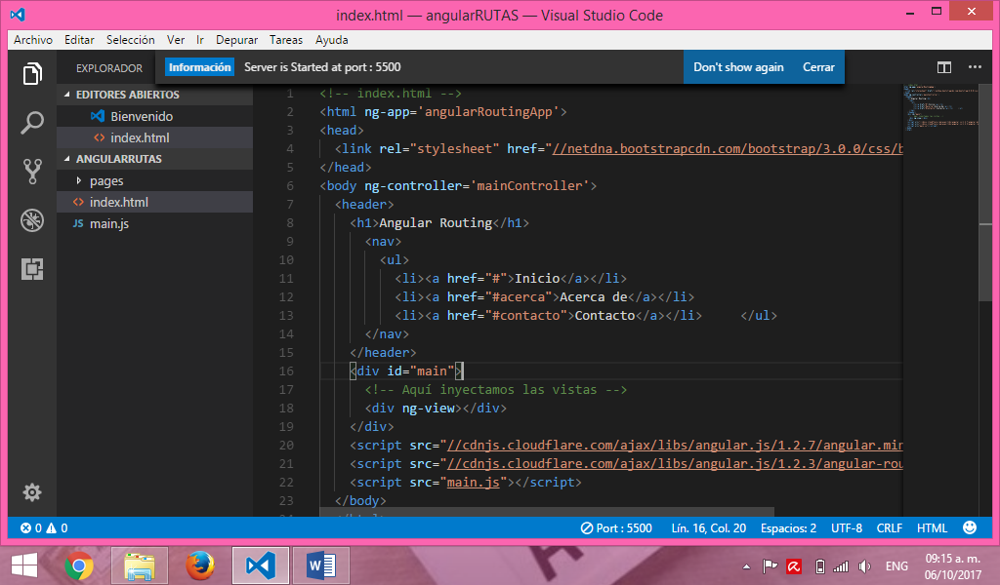 index.html — angularRUTAS — Visual Studio Code
Archivo Editar Selección Ver Ir Depurar Tareas Ayuda
EXPLORADOR
Información Server is Started at port : 5500 Don't show again Cerrar
EDITORES ABIERTOS
Bienvenido
<> index.html
ANGULARRUTAS
pages
<> index.html
JS main.js
1 <!-- index.html -->
2 <html ng-app='angularRoutingApp'>
3 <head>
4 <link rel="stylesheet" href="//netdna.bootstrapcdn.com/bootstrap/3.0.0/css/b
5 </head>
6 <body ng-controller='mainController'>
7 <header>
8 <h1>Angular Routing</h1>
9 <nav>
10 <ul>
11 <li><a href="#">Inicio</a></li>
12 <li><a href="#acerca">Acerca de</a></li>
13 <li><a href="#contacto">Contacto</a></li> </ul>
14 </nav>
15 </header>
16 <div id="main">
17 <!-- Aquí inyectamos las vistas -->
18 <div ng-view></div>
19 </div>
20 <script src="//cdnjs.cloudflare.com/ajax/libs/angular.js/1.2.7/angular.min
21 <script src="//cdnjs.cloudflare.com/ajax/libs/angular.js/1.2.3/angular-rou
22 <script src="main.js"></script>
23 </body>
0 0 Port : 5500 Lín. 16, Col. 20 Espacios: 2 UTF-8 CRLF HTML
ENG
09:15 a. m.
06/10/2017